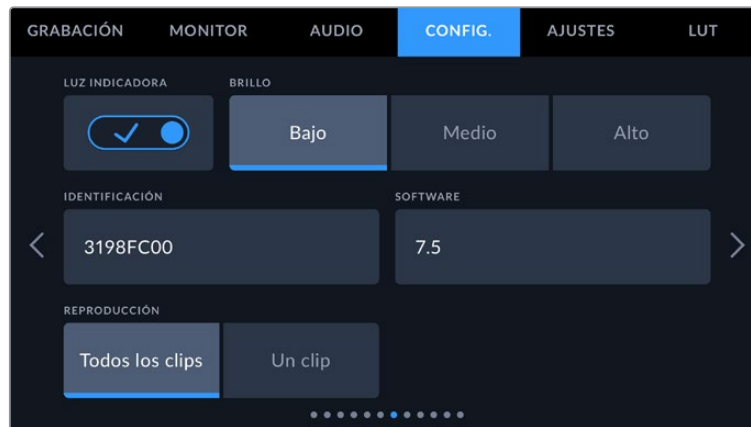 GRABACIÓN MONITOR AUDIO CONFIG. AJUSTES LUT
LUZ INDICADORA BRILLO
Bajo Medio Alto
IDENTIFICACIÓN SOFTWARE
3198FC00 7.5
REPRODUCCIÓN
Todos los clips Un clip